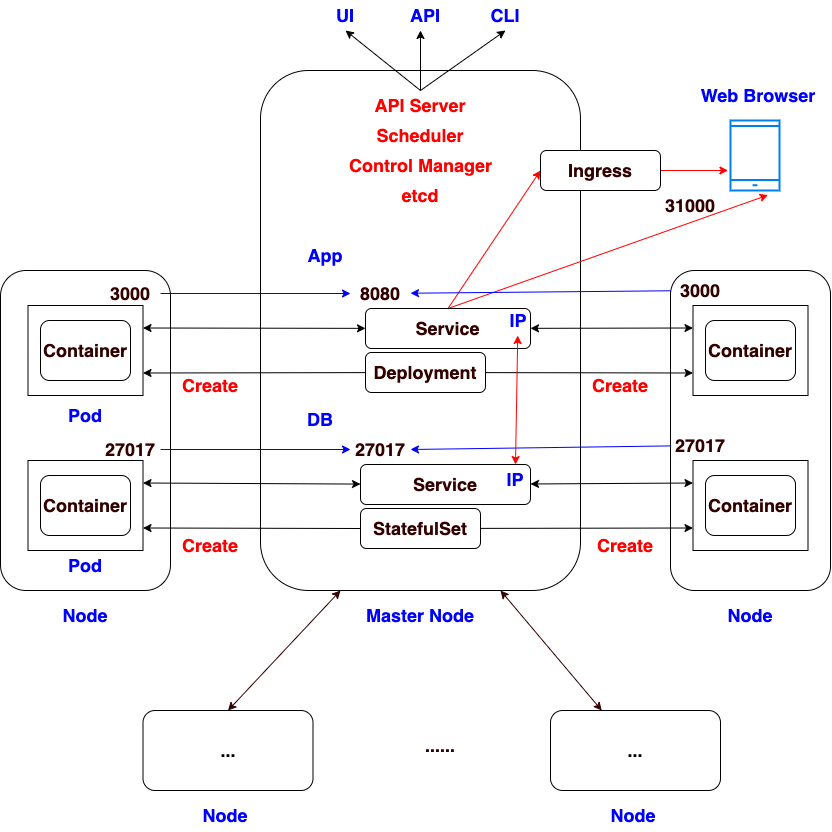 UI
API
CLI
API Server
Scheduler
Control Manager
etcd
Web Browser
Ingress
31000
App
3000
8080
3000
Container
Service
IP
Container
Deployment
Create
Create
Pod
DB
27017
27017
27017
Container
Service
IP
Container
StatefulSet
Create
Create
Pod
Node
Master Node
Node
...
......
...
Node
Node